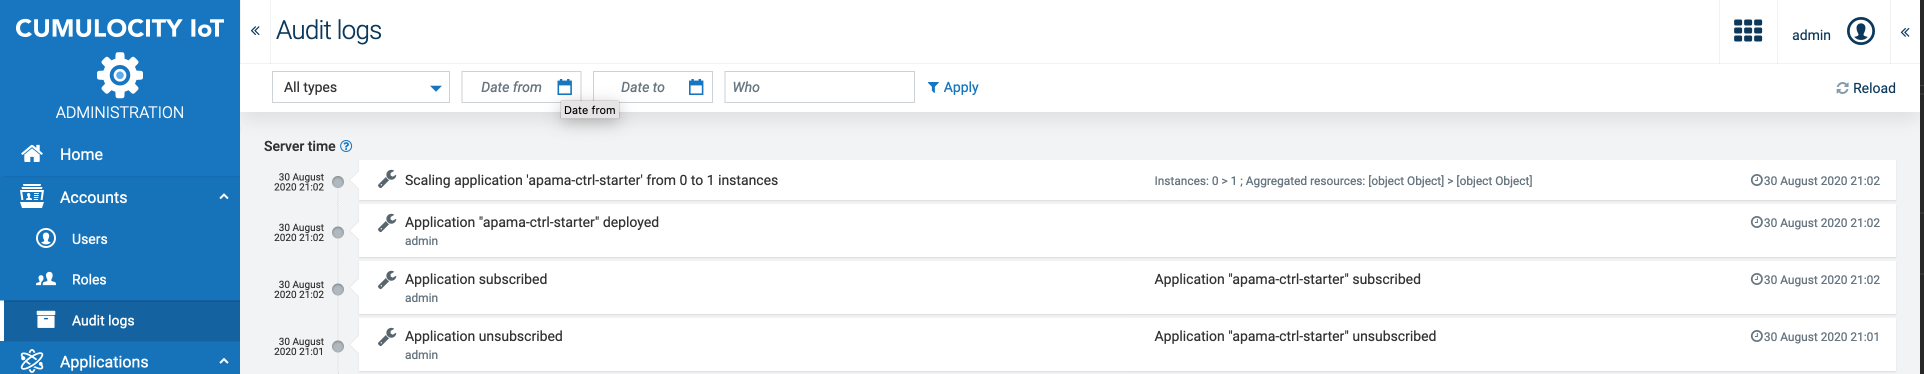 CUMULOCITY IoT
ADMINISTRATION
Home
Accounts
Users
Roles
Audit logs
Applications
«
Audit logs
admin
«
All types
Date from
Date to
Who
Apply
Reload
Date from
Server time ?
30 August
2020 21:02
Scaling application 'apama-ctrl-starter' from 0 to 1 instances
Instances: 0 > 1 ; Aggregated resources: [object Object] > [object Object]
30 August 2020 21:02
30 August
2020 21:02
Application "apama-ctrl-starter" deployed
admin
30 August 2020 21:02
30 August
2020 21:02
Application subscribed
admin
Application "apama-ctrl-starter" subscribed
30 August 2020 21:02
30 August
2020 21:01
Application unsubscribed
admin
Application "apama-ctrl-starter" unsubscribed
30 August 2020 21:01